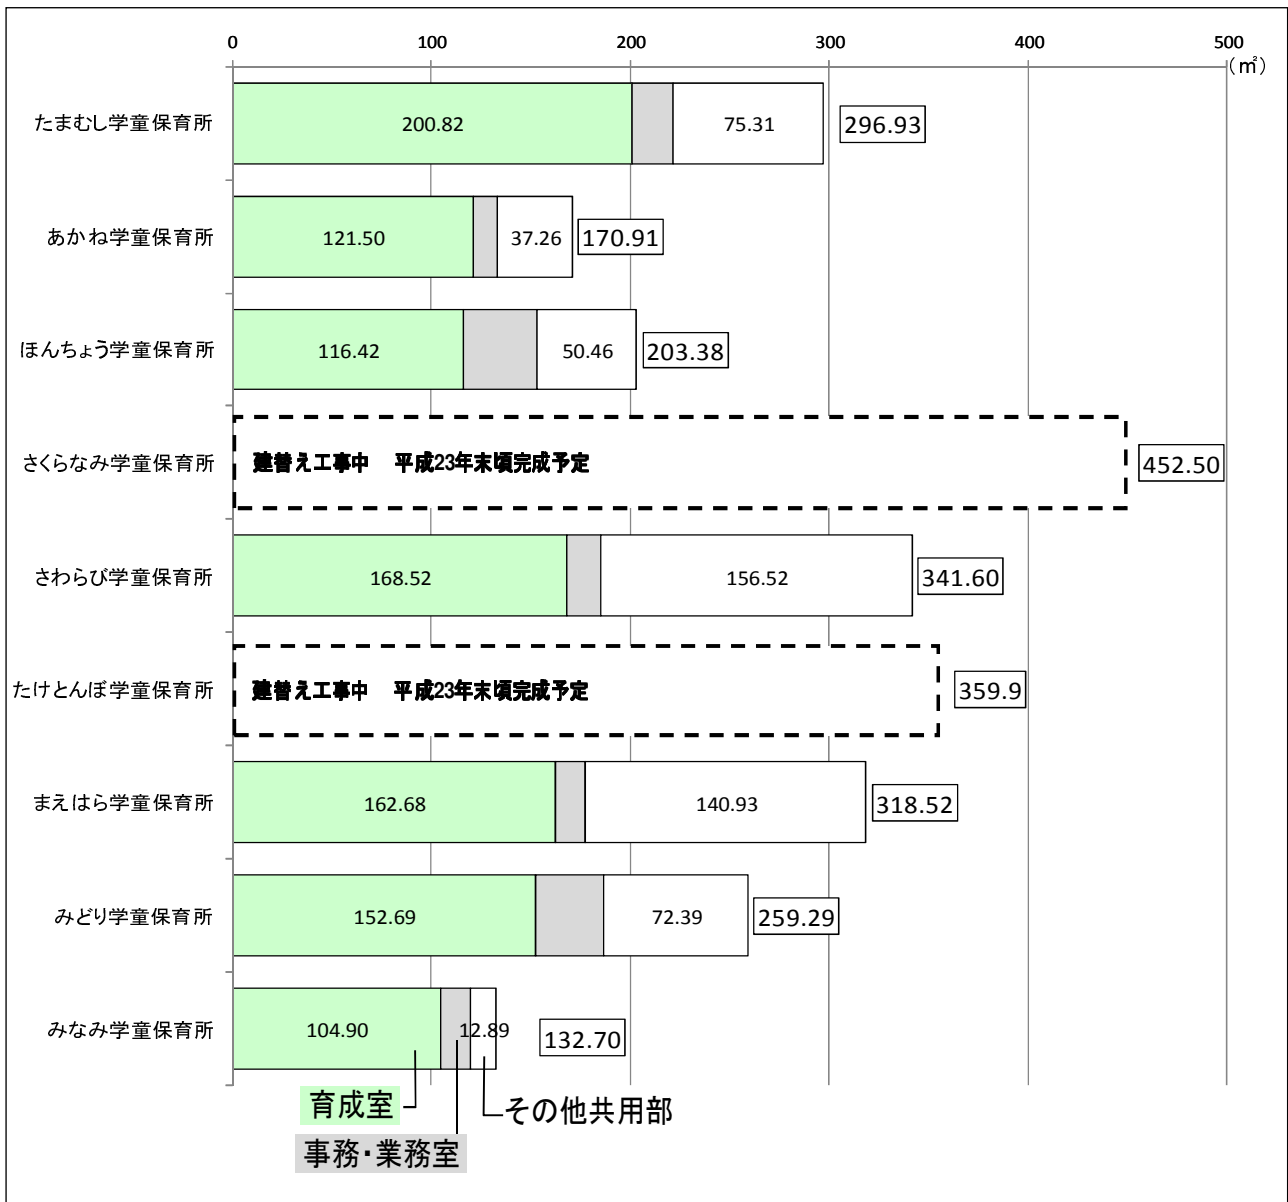 0 100 200 300 400 500
(㎡)
たまむし学童保育所 200.82 75.31 296.93
あかね学童保育所 121.50 37.26 170.91
ほんちょう学童保育所 116.42 50.46 203.38
さくらなみ学童保育所 建替え工事中 平成23年末頃完成予定 452.50
さわらび学童保育所 168.52 156.52 341.60
たけとんぼ学童保育所 建替え工事中 平成23年末頃完成予定 359.9
まえはら学童保育所 162.68 140.93 318.52
みどり学童保育所 152.69 72.39 259.29
みなみ学童保育所 104.90 12.89 132.70
育成室 その他共用部
事務・業務室